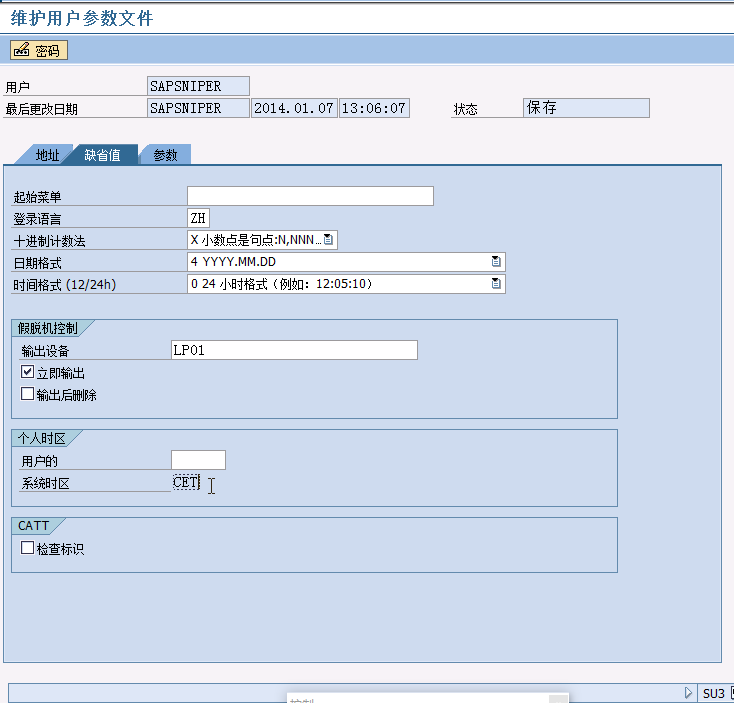 维护用户参数文件
密码
用户 SAPSNIPER
最后更改日期 SAPSNIPER 2014.01.07 13:06:07 状态 保存
地址 缺省值 参数
起始菜单
登录语言 ZH
十进制计数法 X 小数点是句点:N,NNN...
日期格式 4 YYYY.MM.DD
时间格式 (12/24h) 0 24 小时格式（例如：12:05:10）
假脱机控制
输出设备 LP01
立即输出
输出后删除
个人时区
用户的
系统时区 CET
CATT
检查标识
SU3